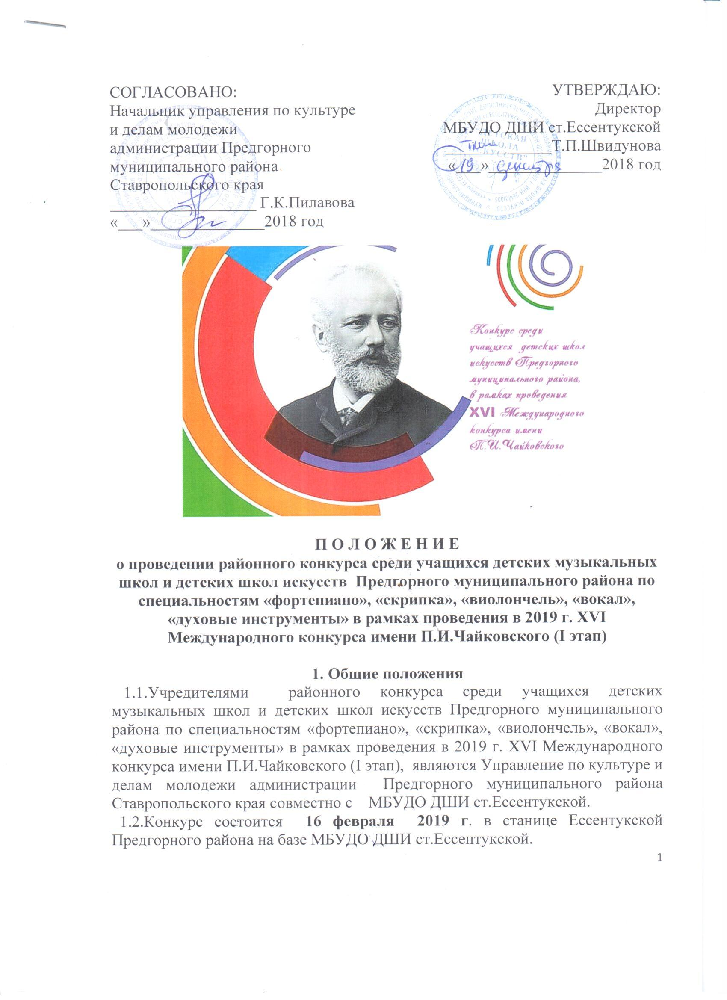 СОГЛАСОВАНО:
Начальник управления по культуре
и делам молодежи
администрации Предгорного
муниципального района
Ставропольского края
__________________ Г.К.Пилавова
«___»______________2018 год
УТВЕРЖДАЮ:
Директор
МБУДО ДШИ ст.Ессентукской
_____________Т.П.Швидунова
«19»______________2018 год
Конкурс среди
учащихся детских школ
искусств Предгорного
муниципального района,
в рамках проведения
XVI Международного
конкурса имени
П.И.Чайковского
П О Л О Ж Е Н И Е
о проведении районного конкурса среди учащихся детских музыкальных
школ и детских школ искусств Предгорного муниципального района по
специальностям «фортепиано», «скрипка», «виолончель», «вокал»,
«духовые инструменты» в рамках проведения в 2019 г. XVI
Международного конкурса имени П.И.Чайковского (I этап)
1. Общие положения
1.1.Учредителями районного конкурса среди учащихся детских
музыкальных школ и детских школ искусств Предгорного муниципального
района по специальностям «фортепиано», «скрипка», «виолончель», «вокал»,
«духовые инструменты» в рамках проведения в 2019 г. XVI Международного
конкурса имени П.И.Чайковского (I этап), являются Управление по культуре и
делам молодежи администрации Предгорного муниципального района
Ставропольского края совместно с МБУДО ДШИ ст.Ессентукской.
1.2.Конкурс состоится 16 февраля 2019 г. в станице Ессентукской
Предгорного района на базе МБУДО ДШИ ст.Ессентукской.
1